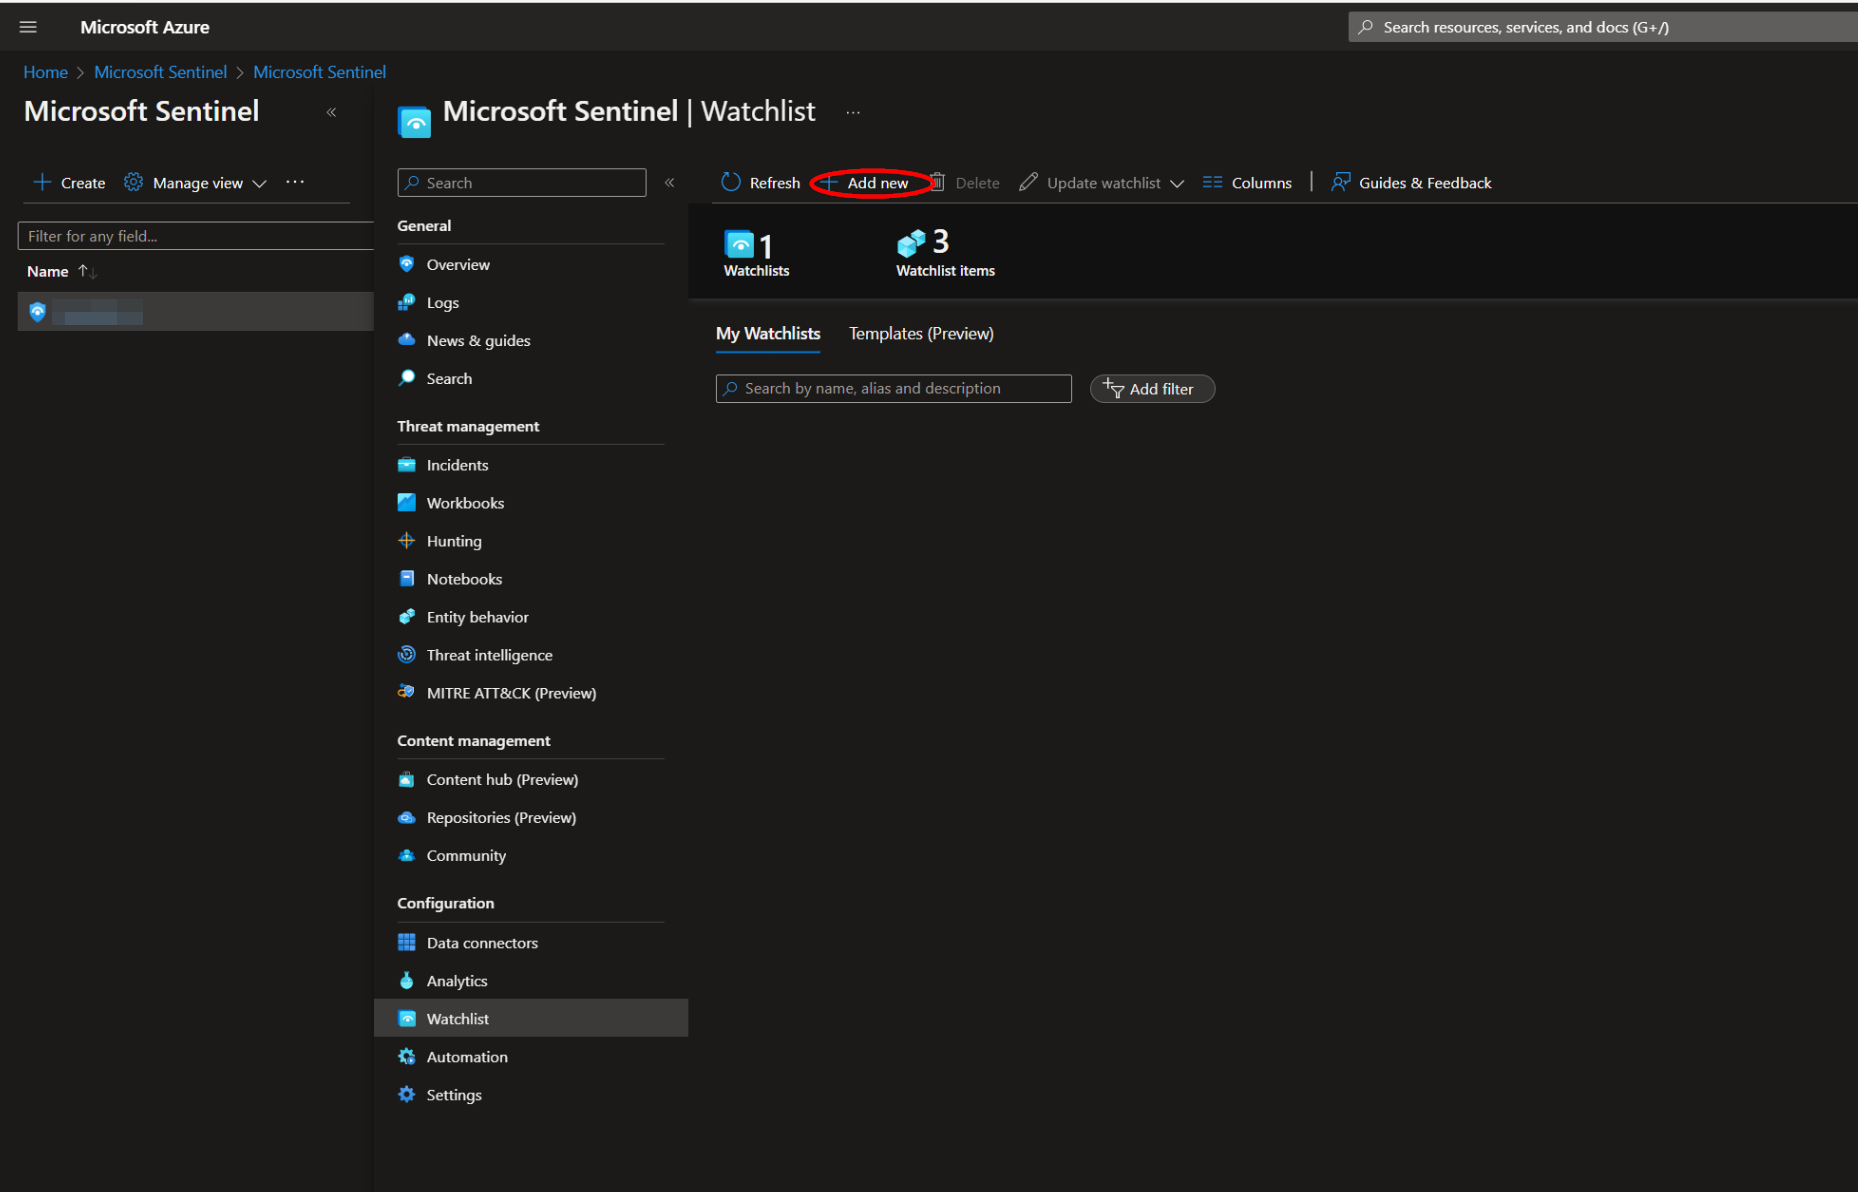 Microsoft Azure
Search resources, services, and docs (G+/)
Home > Microsoft Sentinel > Microsoft Sentinel
Microsoft Sentinel
«
Create
Manage view
...
Filter for any field...
Name ↑↓
Microsoft Sentinel | Watchlist
...
Search
«
General
Overview
Logs
News & guides
Search
Threat management
Incidents
Workbooks
Hunting
Notebooks
Entity behavior
Threat intelligence
MITRE ATT&CK (Preview)
Content management
Content hub (Preview)
Repositories (Preview)
Community
Configuration
Data connectors
Analytics
Watchlist
Automation
Settings
Refresh
Add new
Delete
Update watchlist
Columns
Guides & Feedback
1
Watchlists
3
Watchlist items
My Watchlists
Templates (Preview)
Search by name, alias and description
Add filter